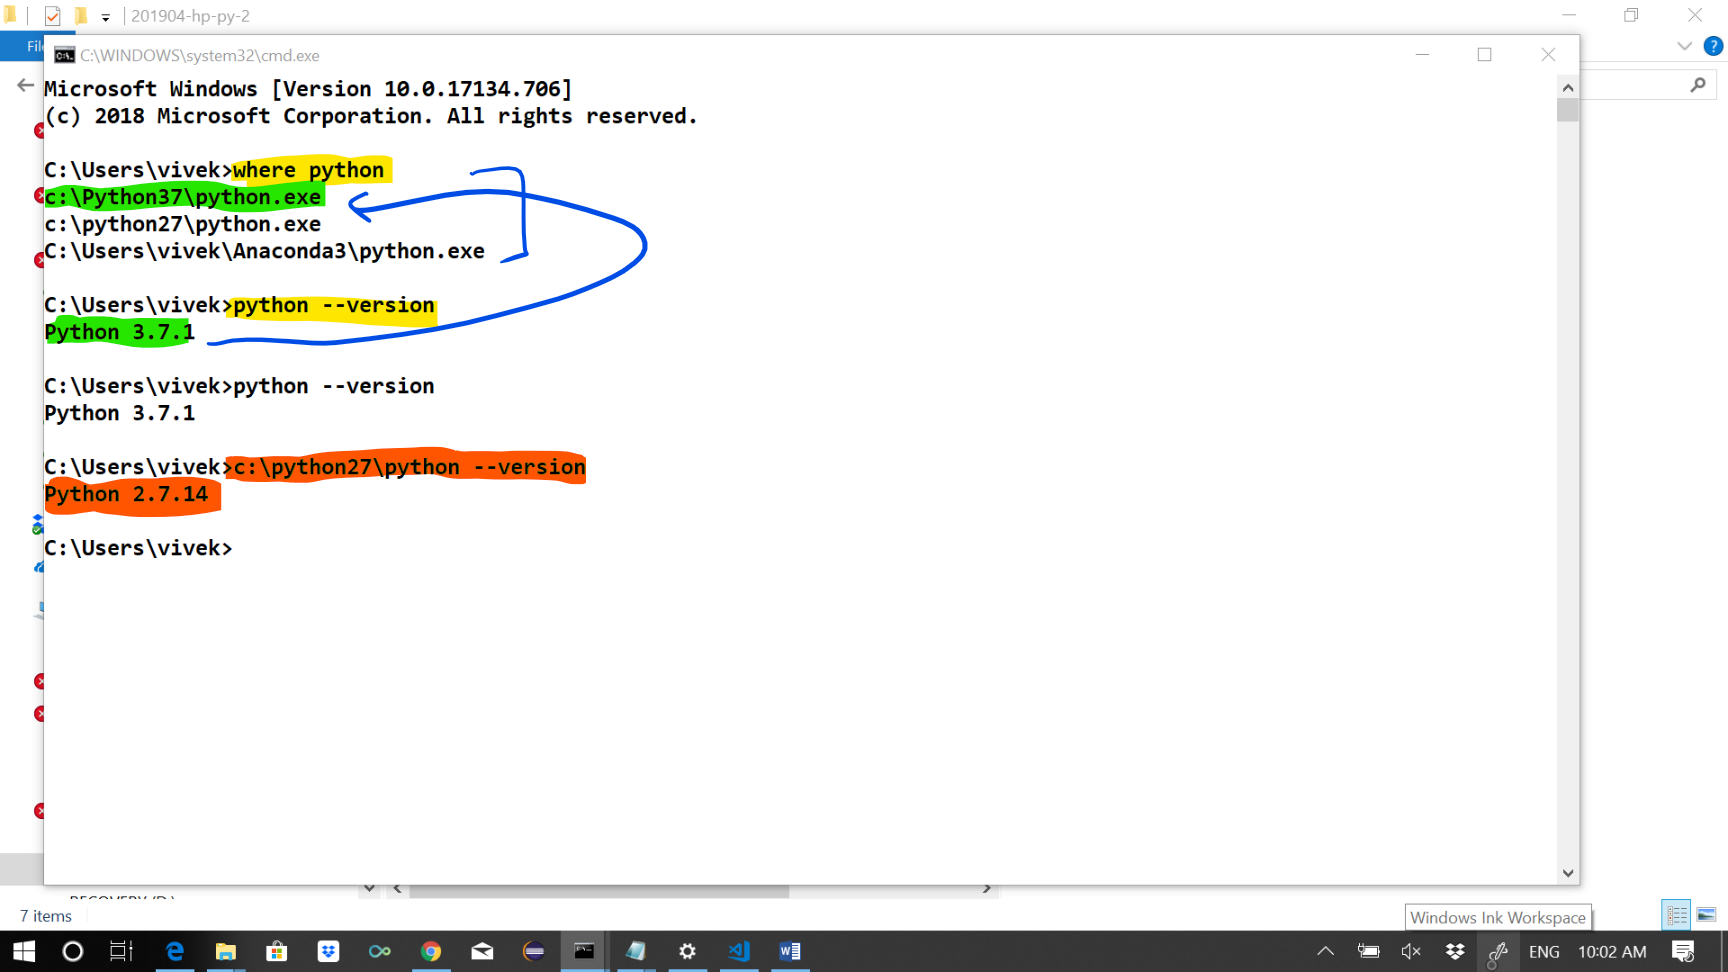 201904-hp-py-2
C:\WINDOWS\system32\cmd.exe
Microsoft Windows [Version 10.0.17134.706]
(c) 2018 Microsoft Corporation. All rights reserved.
C:\Users\vivek>where python
c:\Python37\python.exe
c:\python27\python.exe
C:\Users\vivek\Anaconda3\python.exe
C:\Users\vivek>python --version
Python 3.7.1
C:\Users\vivek>python --version
Python 3.7.1
C:\Users\vivek>c:\python27\python --version
Python 2.7.14
C:\Users\vivek>
7 items
Windows Ink Workspace
ENG 10:02 AM